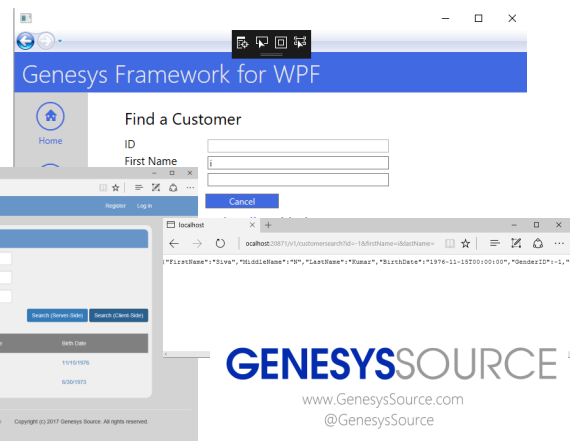 Genesys Framework for WPF
Home
Find a Customer
ID
First Name
i
Cancel
Register Log in
Search (Server-Side) Search (Client-Side)
Birth Date
11/15/1976
6/30/1973
Copyright (c) 2017 Genesys Source. All rights reserved.
localhost
localhost:20871/v1/customersearch?id=-1&firstName=i&lastName=
{"FirstName":"Siva","MiddleName":"N","LastName":"Kumar","BirthDate":"1976-11-15T00:00:00","GenderID":-1,"
GENESYSSOURCE
www.GenesysSource.com
@GenesysSource